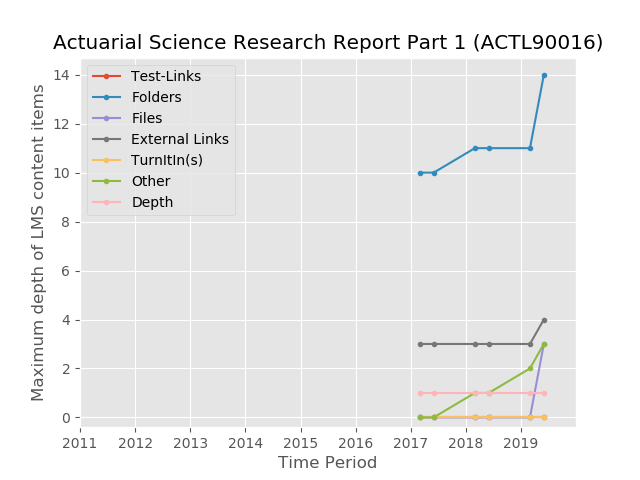 Actuarial Science Research Report Part 1 (ACTL90016)
Maximum depth of LMS content items
14
12
10
8
6
4
2
0
Test-Links
Folders
Files
External Links
TurnItIn(s)
Other
Depth
2011 2012 2013 2014 2015 2016 2017 2018 2019
Time Period